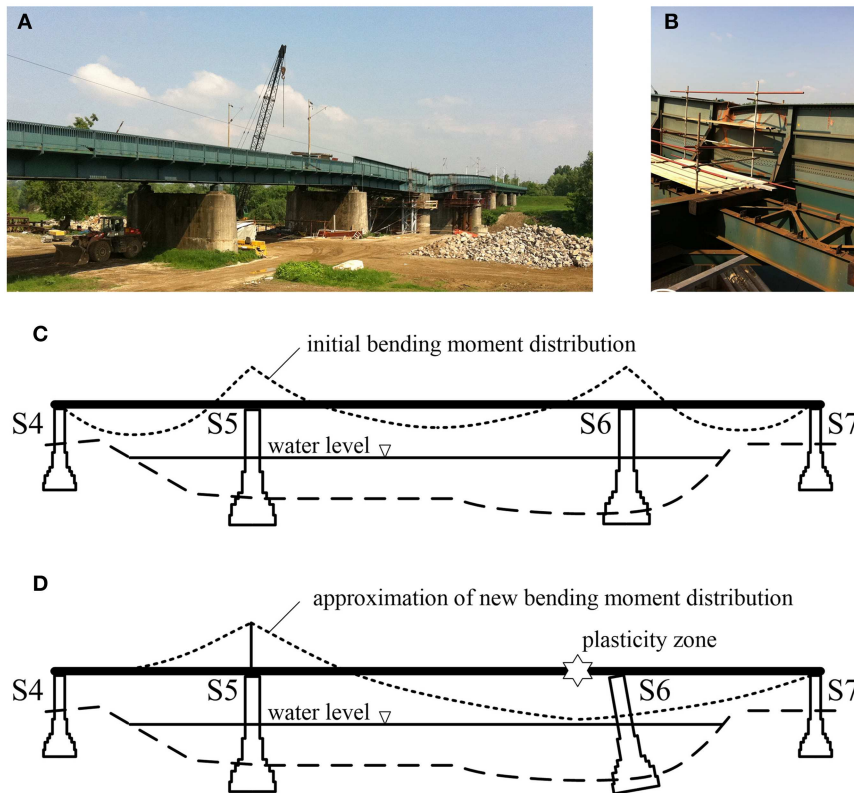 A
B
C
initial bending moment distribution
S4
S5
S6
S7
water level
D
approximation of new bending moment distribution
plasticity zone
S4
S5
S6
S7
water level